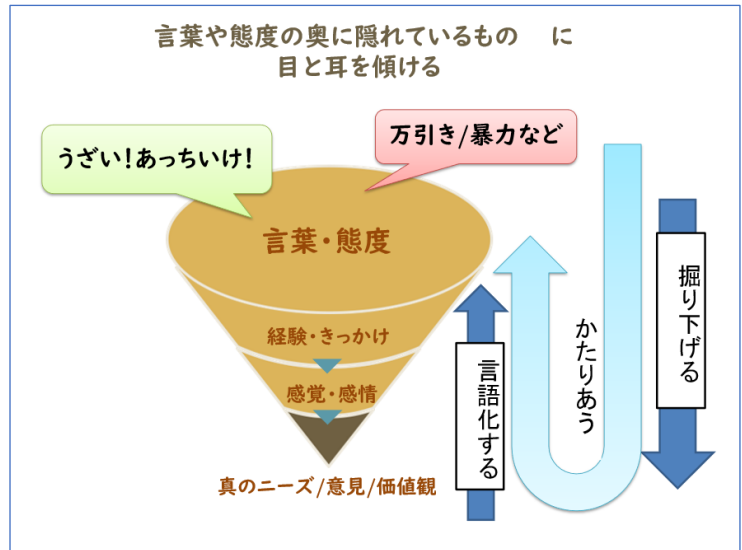 言葉や態度の奥に隠れているもの　に
目と耳を傾ける
うざい！あっちいけ！
万引き/暴力など
言葉・態度
経験・きっかけ
感覚・感情
真のニーズ/意見/価値観
言語化する
かたりあう
掘り下げる